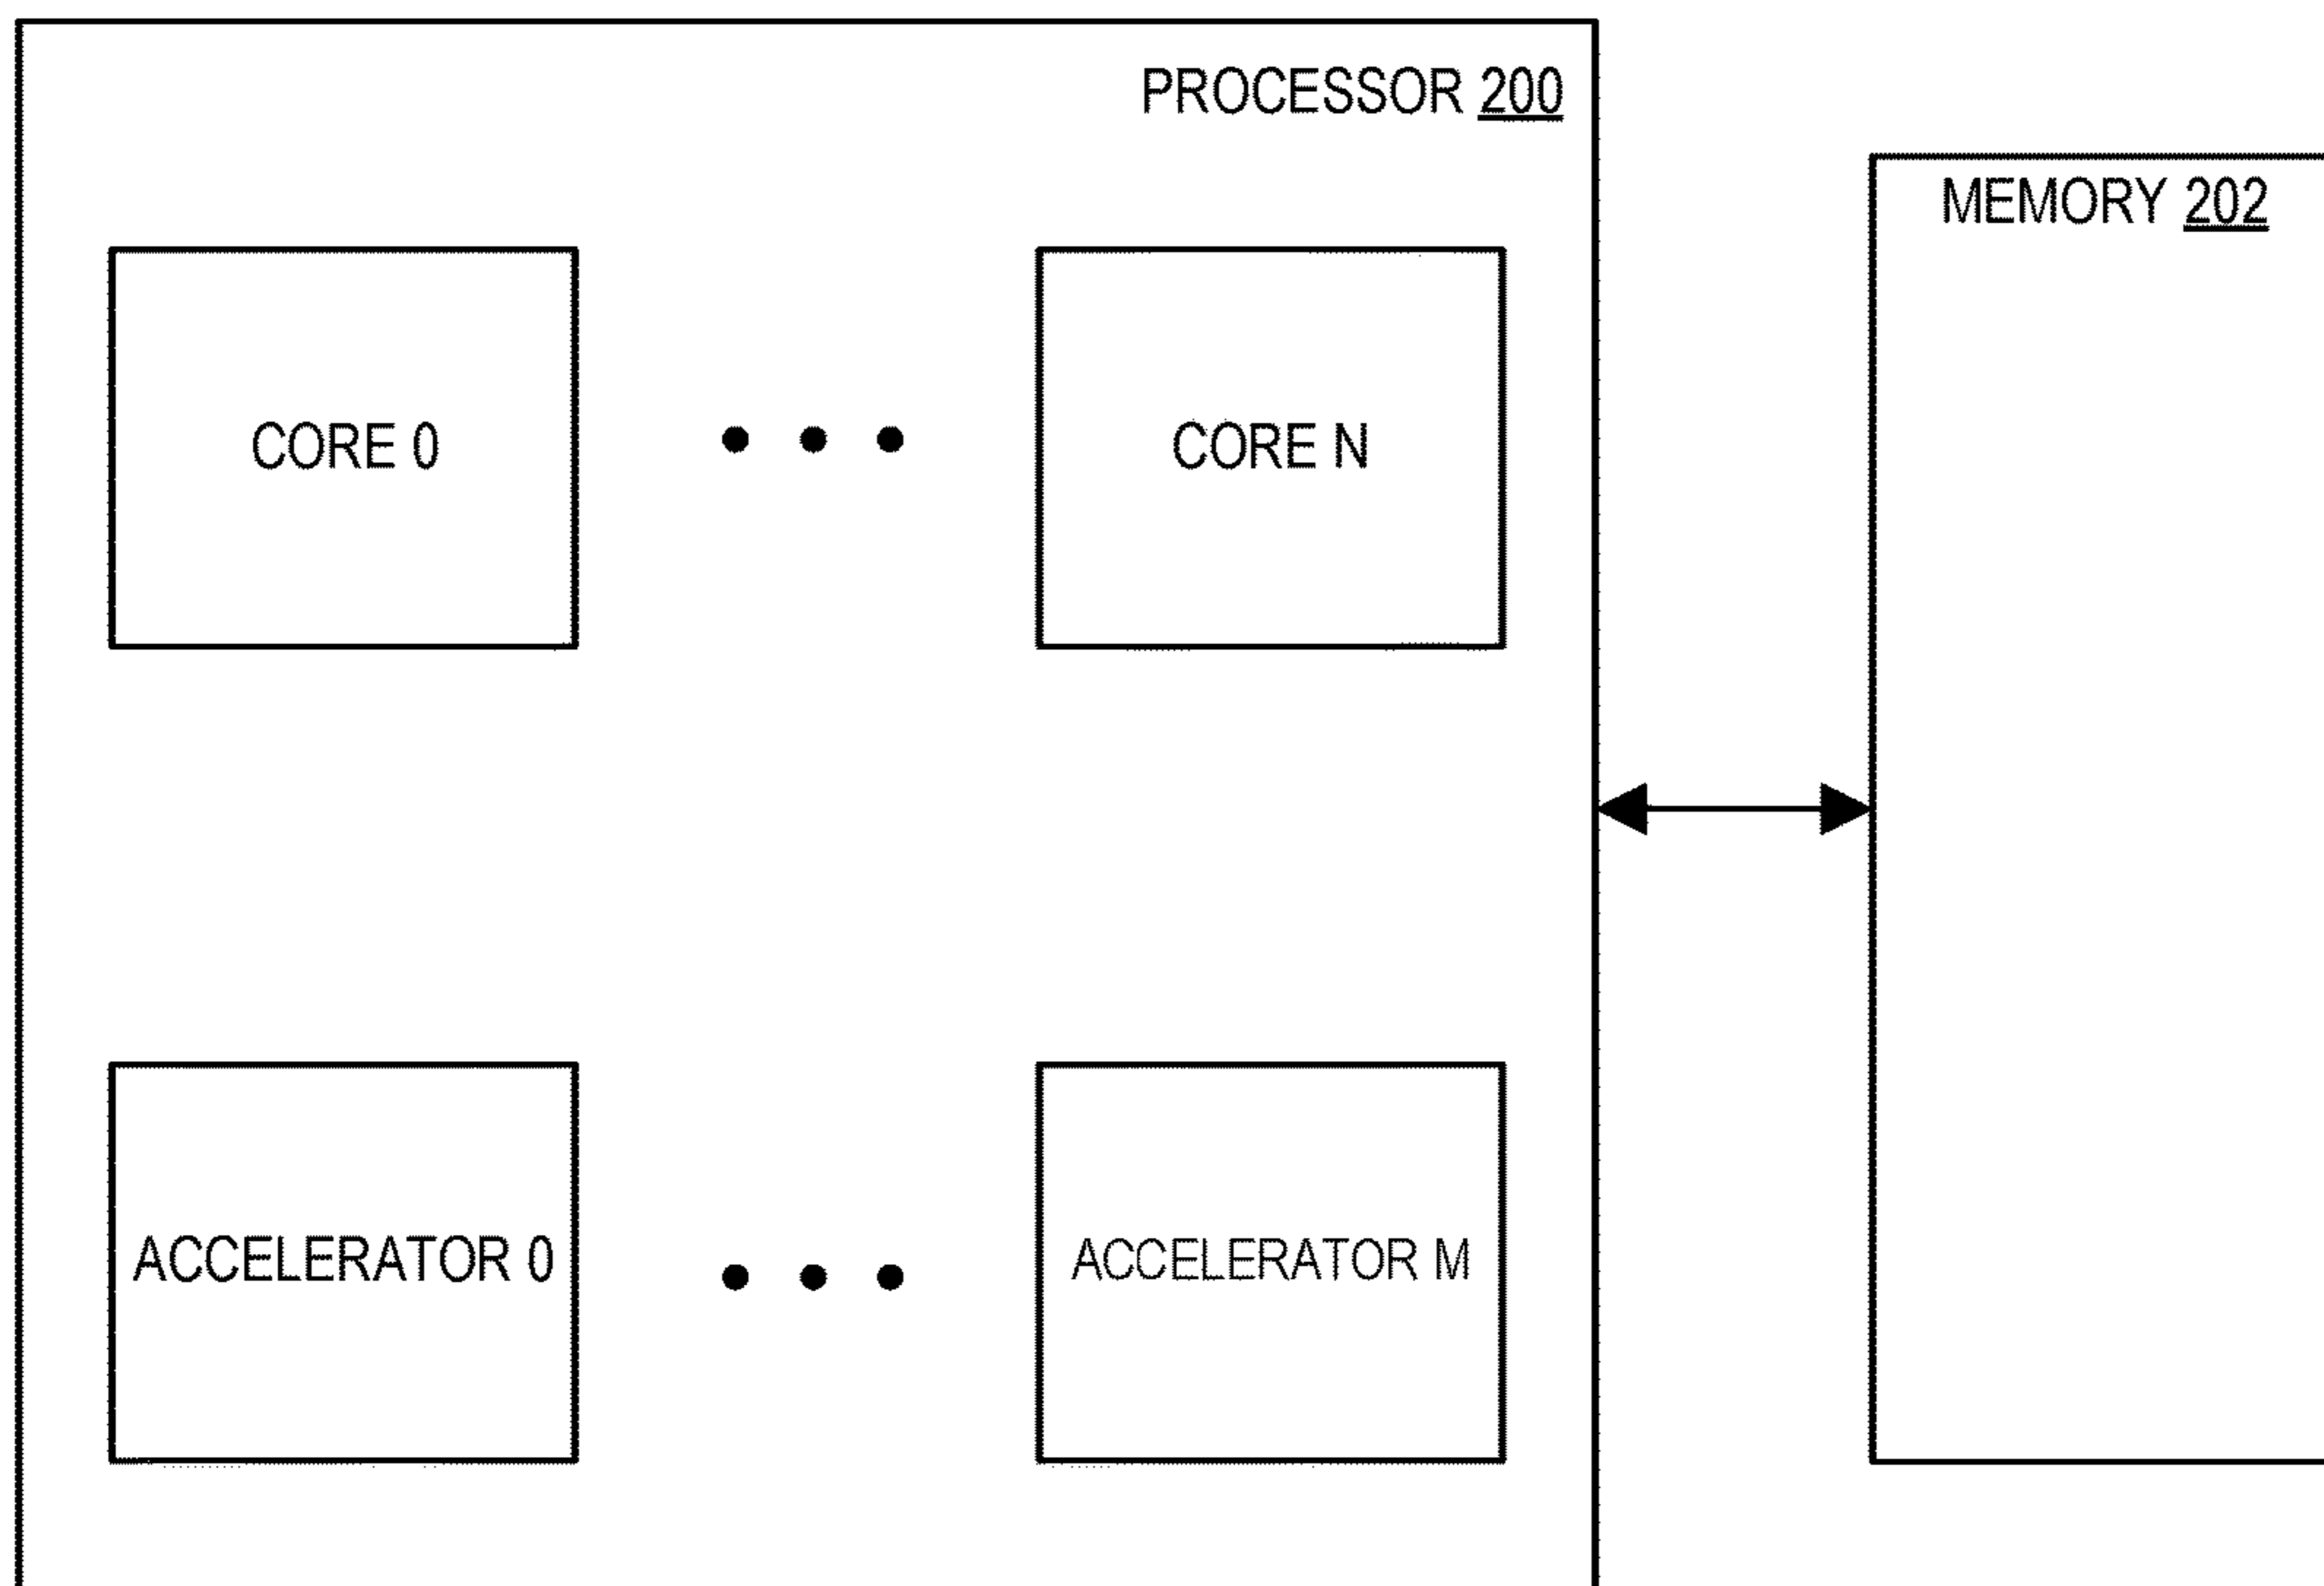 PROCESSOR 200
MEMORY 202
CORE 0
CORE N
ACCELERATOR 0
ACCELERATOR M